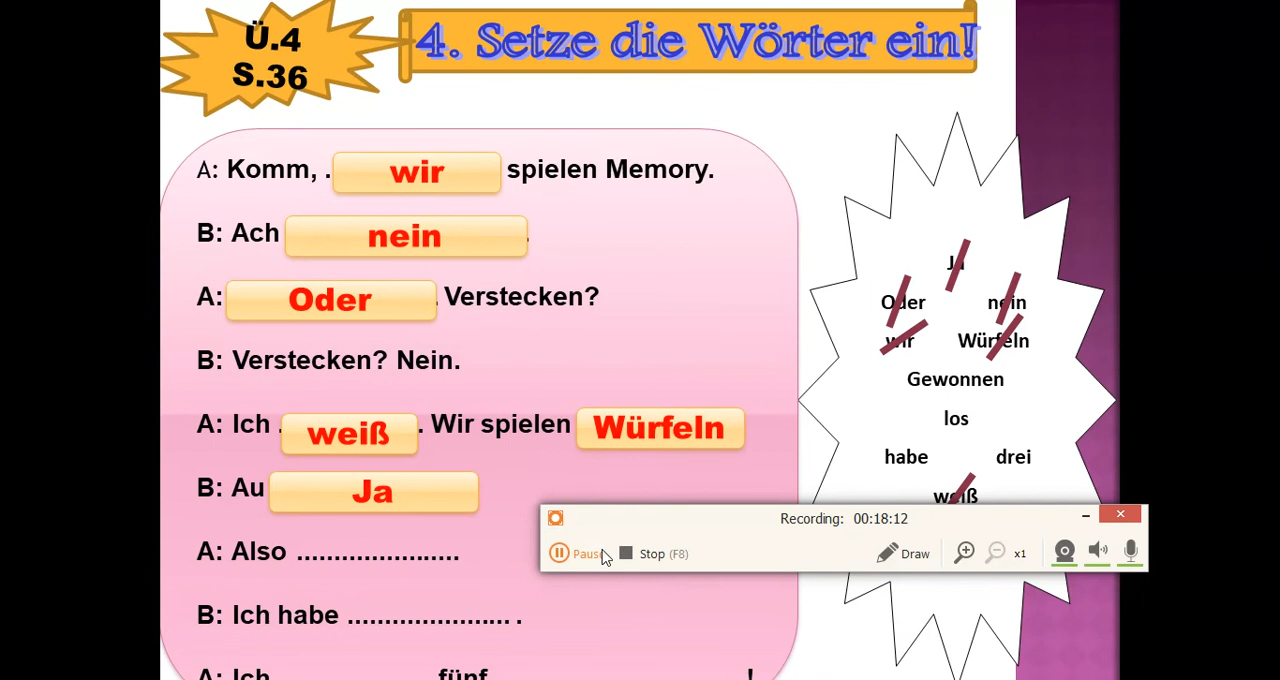 Ü.4
S.36
4. Setze die Wörter ein!
A: Komm, . wir spielen Memory.
B: Ach nein .
A: Oder . Verstecken?
B: Verstecken? Nein.
A: Ich . weiß . Wir spielen Würfeln
B: Au Ja
A: Also ......................
B: Ich habe ...................... .
A: Ich fünf !
Ja
Oder nein
wir Würfeln
Gewonnen
los
habe drei
weiß
Recording: 00:18:12
Pause Stop (F8) Draw x1